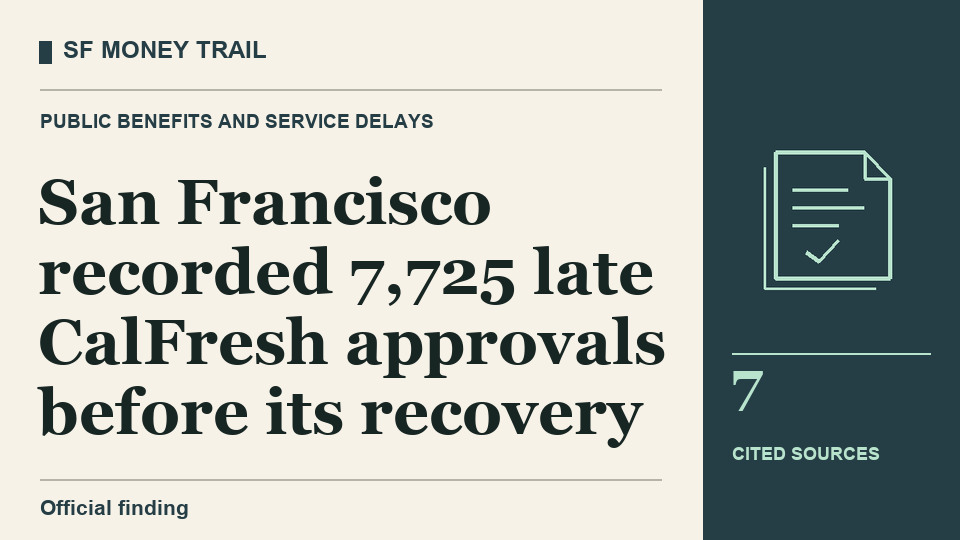 SF MONEY TRAIL
PUBLIC BENEFITS AND SERVICE DELAYS
San Francisco
recorded 7,725 late
CalFresh approvals
before its recovery
Official finding
7
CITED SOURCES